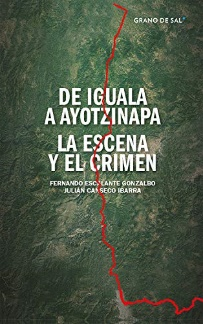 GRANO DE SAL
DE IGUALA
A AYOTZINAPA
LA ESCENA
Y EL CRIMEN
FERNANDO ESCALANTE GONZALBO
JULIÁN CANSECO IBARRA